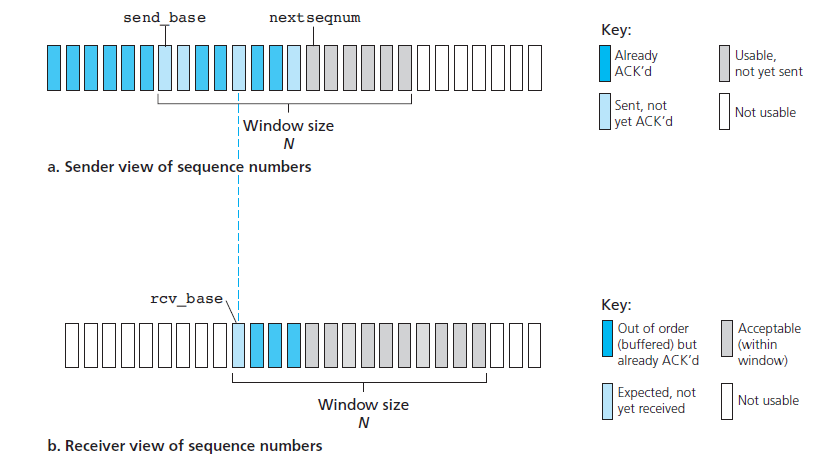 send_base
nextseqnum
Key:
Already
ACK'd
Usable,
not yet sent
Sent, not
yet ACK'd
Not usable
Window size
N
a. Sender view of sequence numbers
rcv_base
Key:
Out of order
(buffered) but
already ACK'd
Acceptable
(within
window)
Expected, not
yet received
Not usable
Window size
N
b. Receiver view of sequence numbers